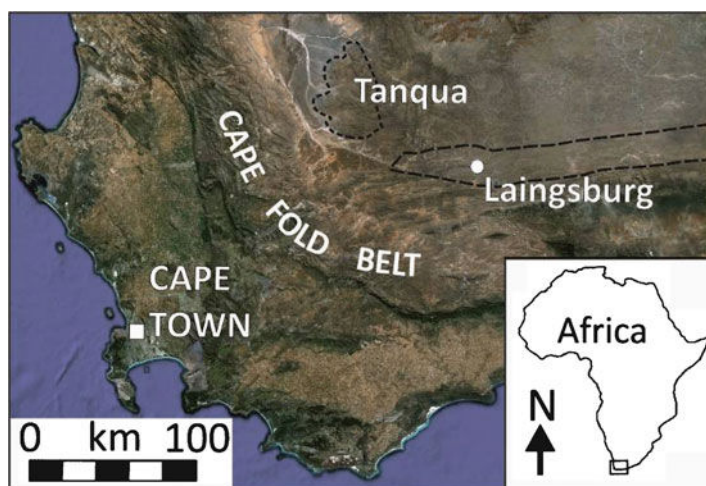 Tanqua
Laingsburg
CAPE
FOLD
BELT
CAPE
TOWN
Africa
N
0 km 100